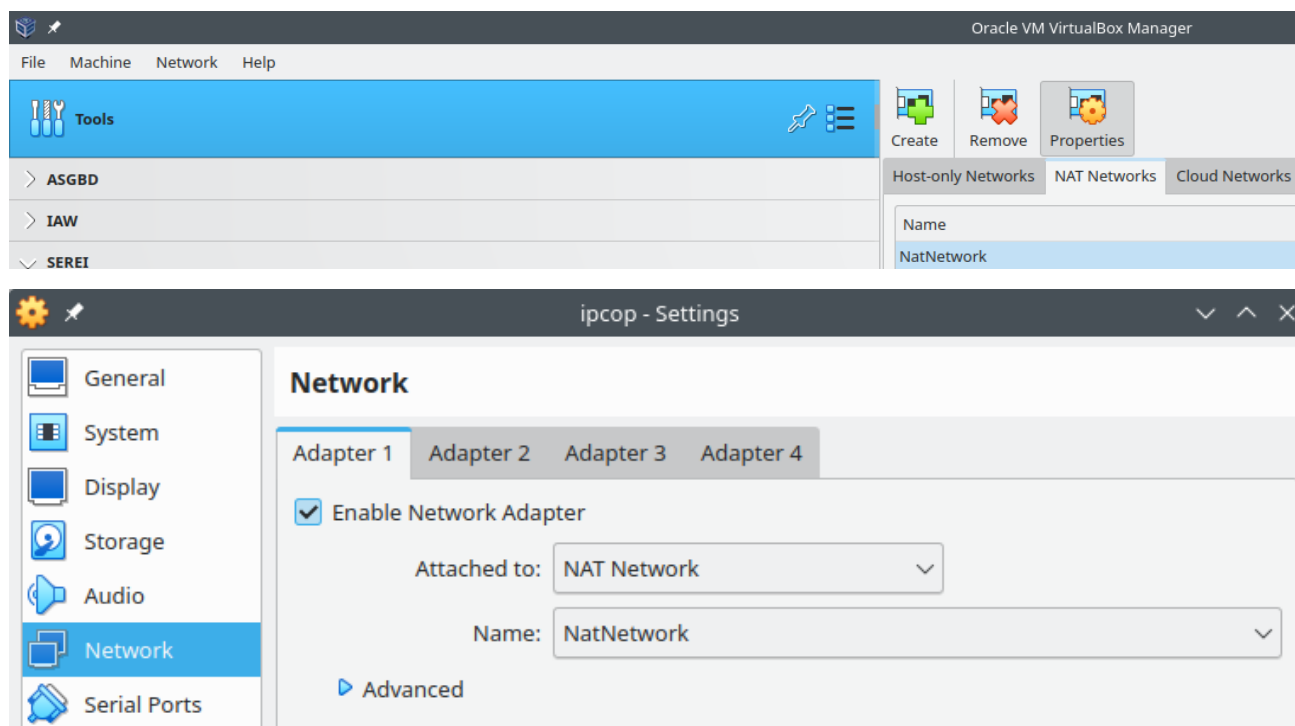 Oracle VM VirtualBox Manager
File Machine Network Help
Tools
Create Remove Properties
ASGBD
Host-only Networks NAT Networks Cloud Networks
IAW
Name
SEREI
NatNetwork
ipcop - Settings
General
System
Display
Storage
Audio
Network
Serial Ports
Network
Adapter 1 Adapter 2 Adapter 3 Adapter 4
Enable Network Adapter
Attached to: NAT Network
Name: NatNetwork
Advanced